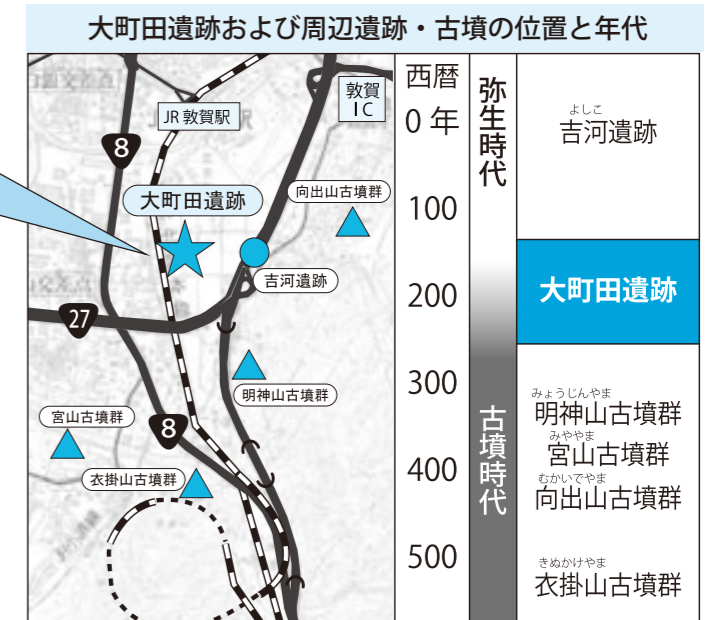 大町田遺跡および周辺遺跡・古墳の位置と年代
JR 敦賀駅
敦賀
IC
8
大町田遺跡
向出山古墳群
吉河遺跡
27
明神山古墳群
宮山古墳群
8
衣掛山古墳群
西暦
0 年
100
200
300
400
500
弥生時代
古墳時代
よしこ
吉河遺跡
大町田遺跡
みょうじんやま
明神山古墳群
みややま
宮山古墳群
むかいでやま
向出山古墳群
きぬかけやま
衣掛山古墳群